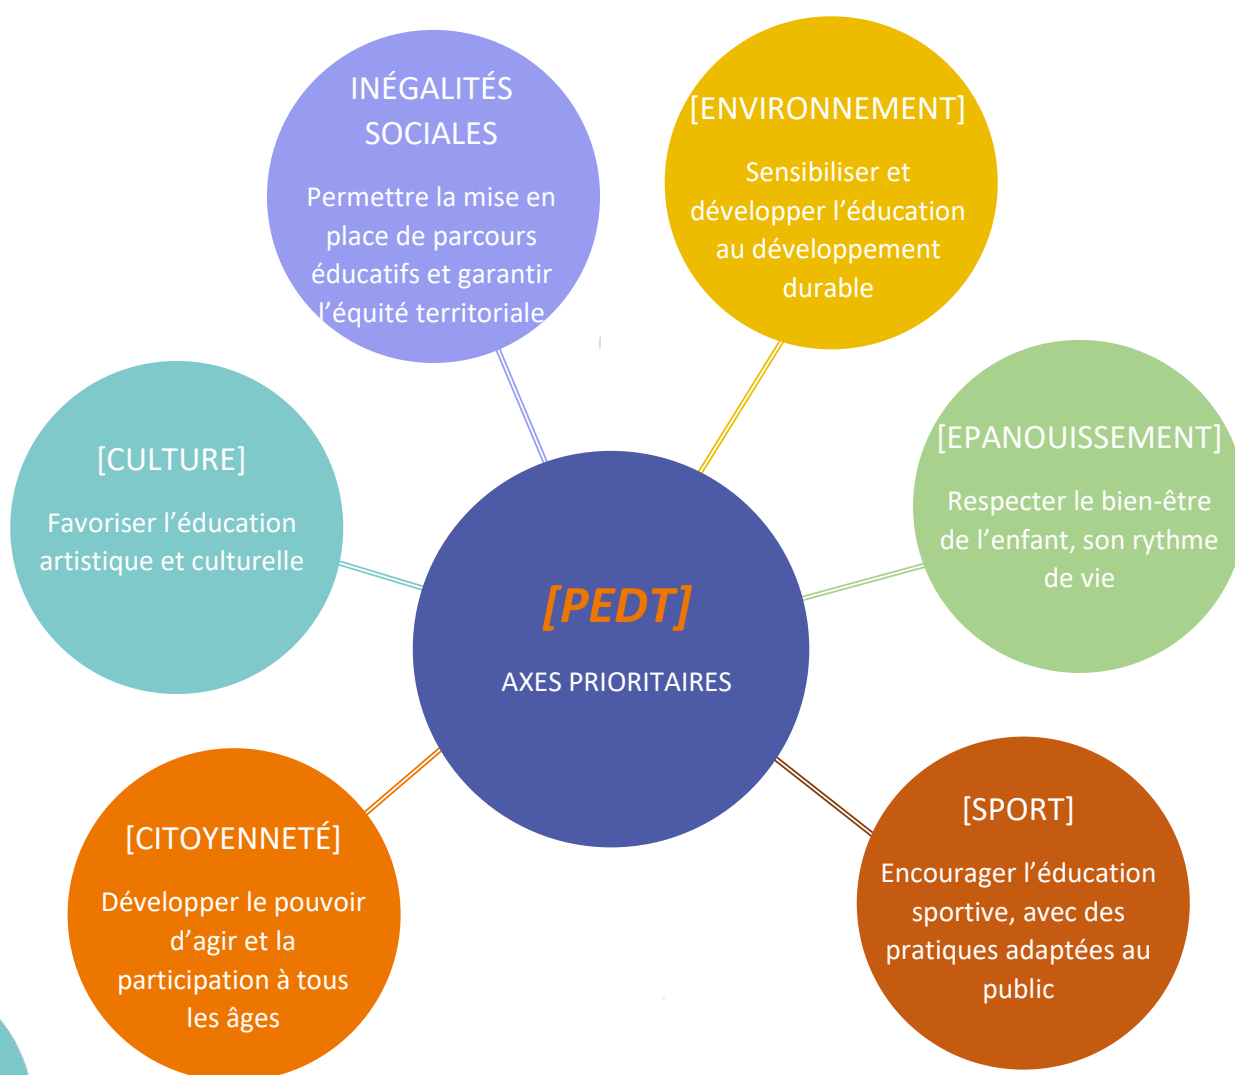 INÉGALITÉS
SOCIALES
Permettre la mise en
place de parcours
éducatifs et garantir
l’équité territoriale
[ENVIRONNEMENT]
Sensibiliser et
développer l’éducation
au développement
durable
[CULTURE]
Favoriser l’éducation
artistique et culturelle
[EPANOUISSEMENT]
Respecter le bien-être
de l’enfant, son rythme
de vie
[PEDT]
AXES PRIORITAIRES
[CITOYENNETÉ]
Développer le pouvoir
d’agir et la
participation à tous
les âges
[SPORT]
Encourager l’éducation
sportive, avec des
pratiques adaptées au
public